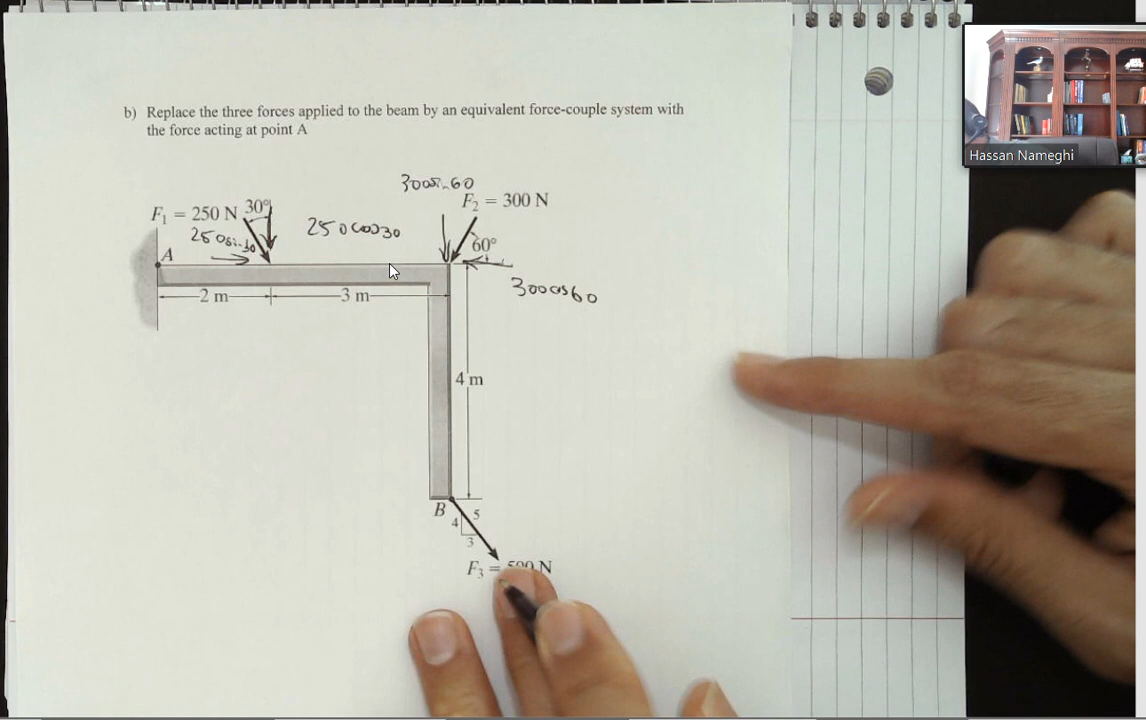 b) Replace the three forces applied to the beam by an equivalent force-couple system with
the force acting at point A
Hassan Nameghi
300Sin60
F₂ = 300 N
F₁ = 250 N 30°
250Sin30
250cos30
A
60°
300cos60
2 m
3 m
4 m
B
4
5
3
F₃ = 500 N